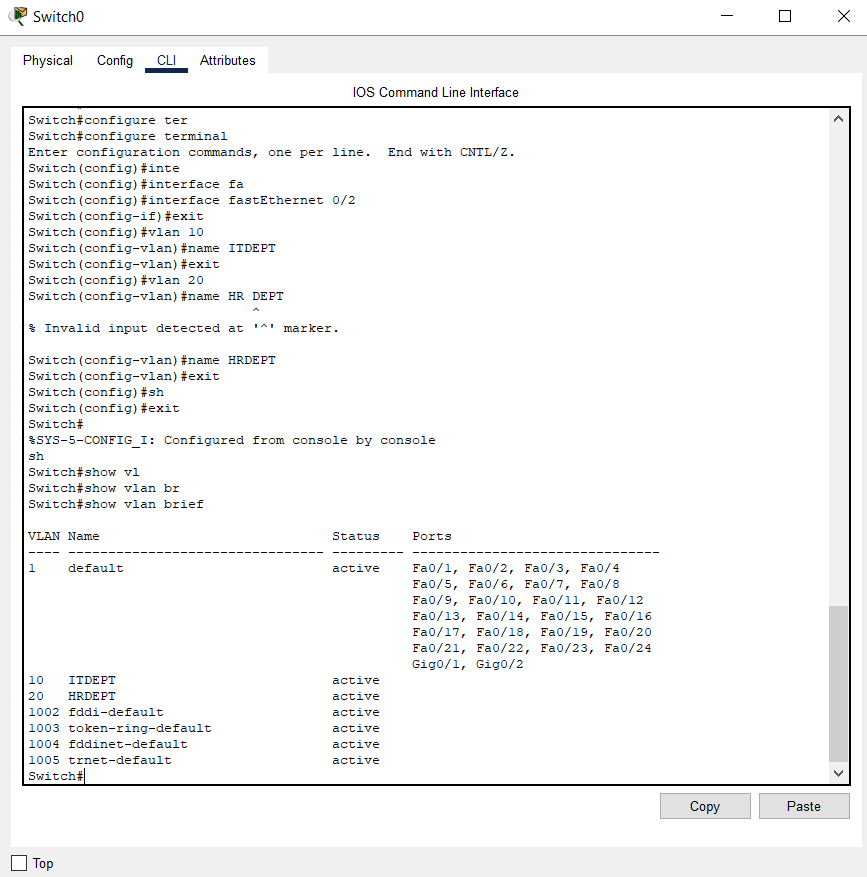 Switch0
Physical Config CLI Attributes
IOS Command Line Interface
Switch#configure ter
Switch#configure terminal
Enter configuration commands, one per line.  End with CNTL/Z.
Switch(config)#inte
Switch(config)#interface fa
Switch(config)#interface fastEthernet 0/2
Switch(config-if)#exit
Switch(config)#vlan 10
Switch(config-vlan)#name ITDEPT
Switch(config-vlan)#exit
Switch(config)#vlan 20
Switch(config-vlan)#name HR DEPT
^
% Invalid input detected at '^' marker.
Switch(config-vlan)#name HRDEPT
Switch(config-vlan)#exit
Switch(config)#sh
Switch(config)#exit
Switch#
%SYS-5-CONFIG_I: Configured from console by console
sh
Switch#show vl
Switch#show vlan br
Switch#show vlan brief
VLAN Name                             Status    Ports
---- -------------------------------- --------- -------------------------------
1    default                          active    Fa0/1, Fa0/2, Fa0/3, Fa0/4
Fa0/5, Fa0/6, Fa0/7, Fa0/8
Fa0/9, Fa0/10, Fa0/11, Fa0/12
Fa0/13, Fa0/14, Fa0/15, Fa0/16
Fa0/17, Fa0/18, Fa0/19, Fa0/20
Fa0/21, Fa0/22, Fa0/23, Fa0/24
Gig0/1, Gig0/2
10   ITDEPT                           active
20   HRDEPT                           active
1002 fddi-default                     active
1003 token-ring-default               active
1004 fddinet-default                  active
1005 trnet-default                    active
Switch#
Copy Paste
Top